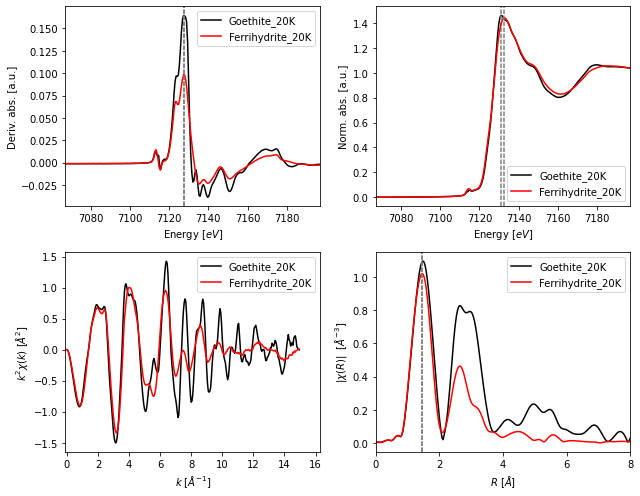 Deriv. abs. [a.u.]
0.150
0.125
0.100
0.075
0.050
0.025
0.000
−0.025
7080 7100 7120 7140 7160 7180
Energy [eV]
Goethite_20K
Ferrihydrite_20K
Norm. abs. [a.u.]
1.4
1.2
1.0
0.8
0.6
0.4
0.2
0.0
7080 7100 7120 7140 7160 7180
Energy [eV]
Goethite_20K
Ferrihydrite_20K
k²χ(k) [Å²]
1.5
1.0
0.5
0.0
−0.5
−1.0
−1.5
0 2 4 6 8 10 12 14 16
k [Å⁻¹]
Goethite_20K
Ferrihydrite_20K
|χ(R)| [Å⁻³]
1.0
0.8
0.6
0.4
0.2
0.0
0 2 4 6 8
R [Å]
Goethite_20K
Ferrihydrite_20K